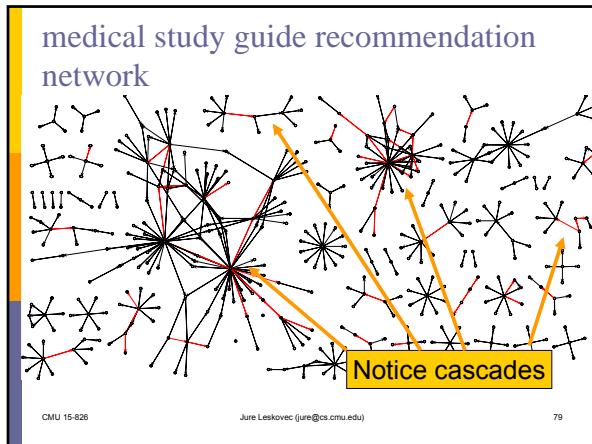 medical study guide recommendation
network
Notice cascades
CMU 15-826
Jure Leskovec (jure@cs.cmu.edu)
79